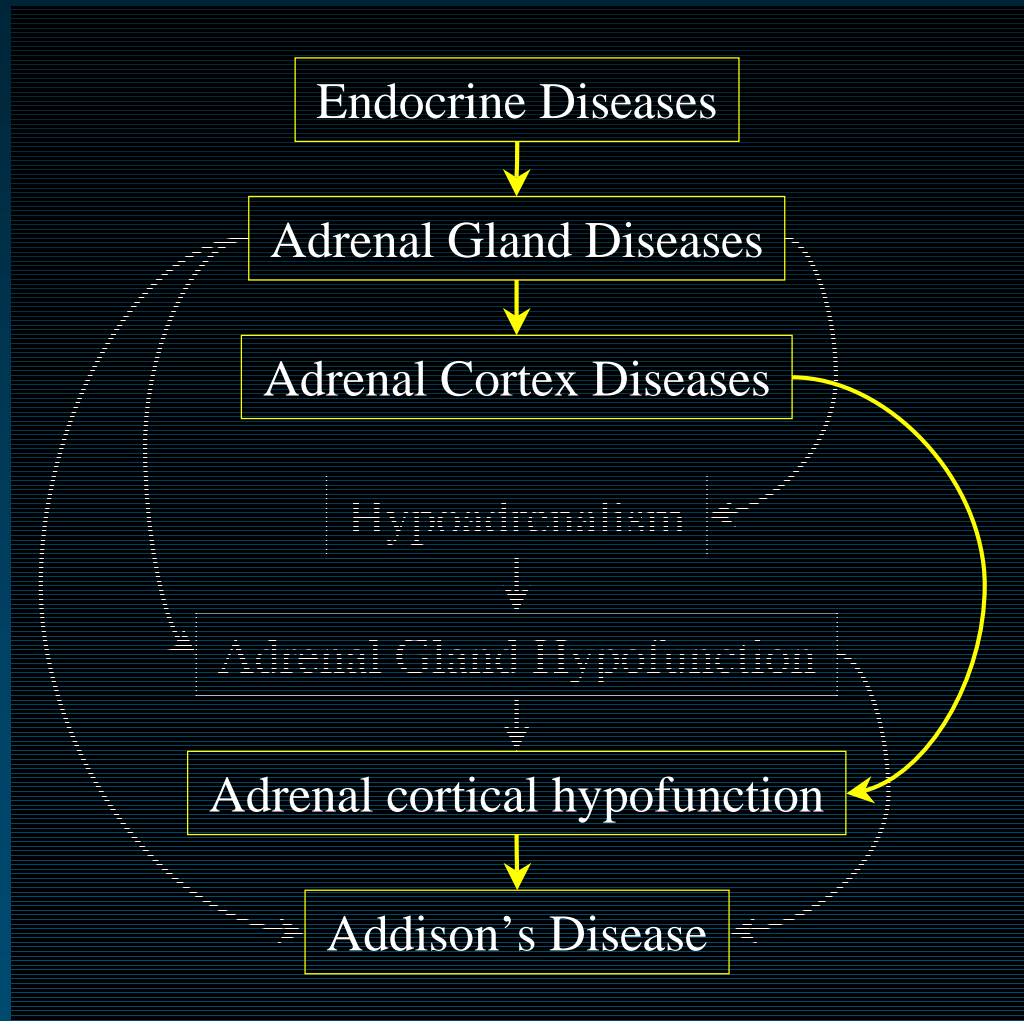 Endocrine Diseases
Adrenal Gland Diseases
Adrenal Cortex Diseases
Hypoadrenalism
Adrenal Gland Hypofunction
Adrenal cortical hypofunction
Addison’s Disease